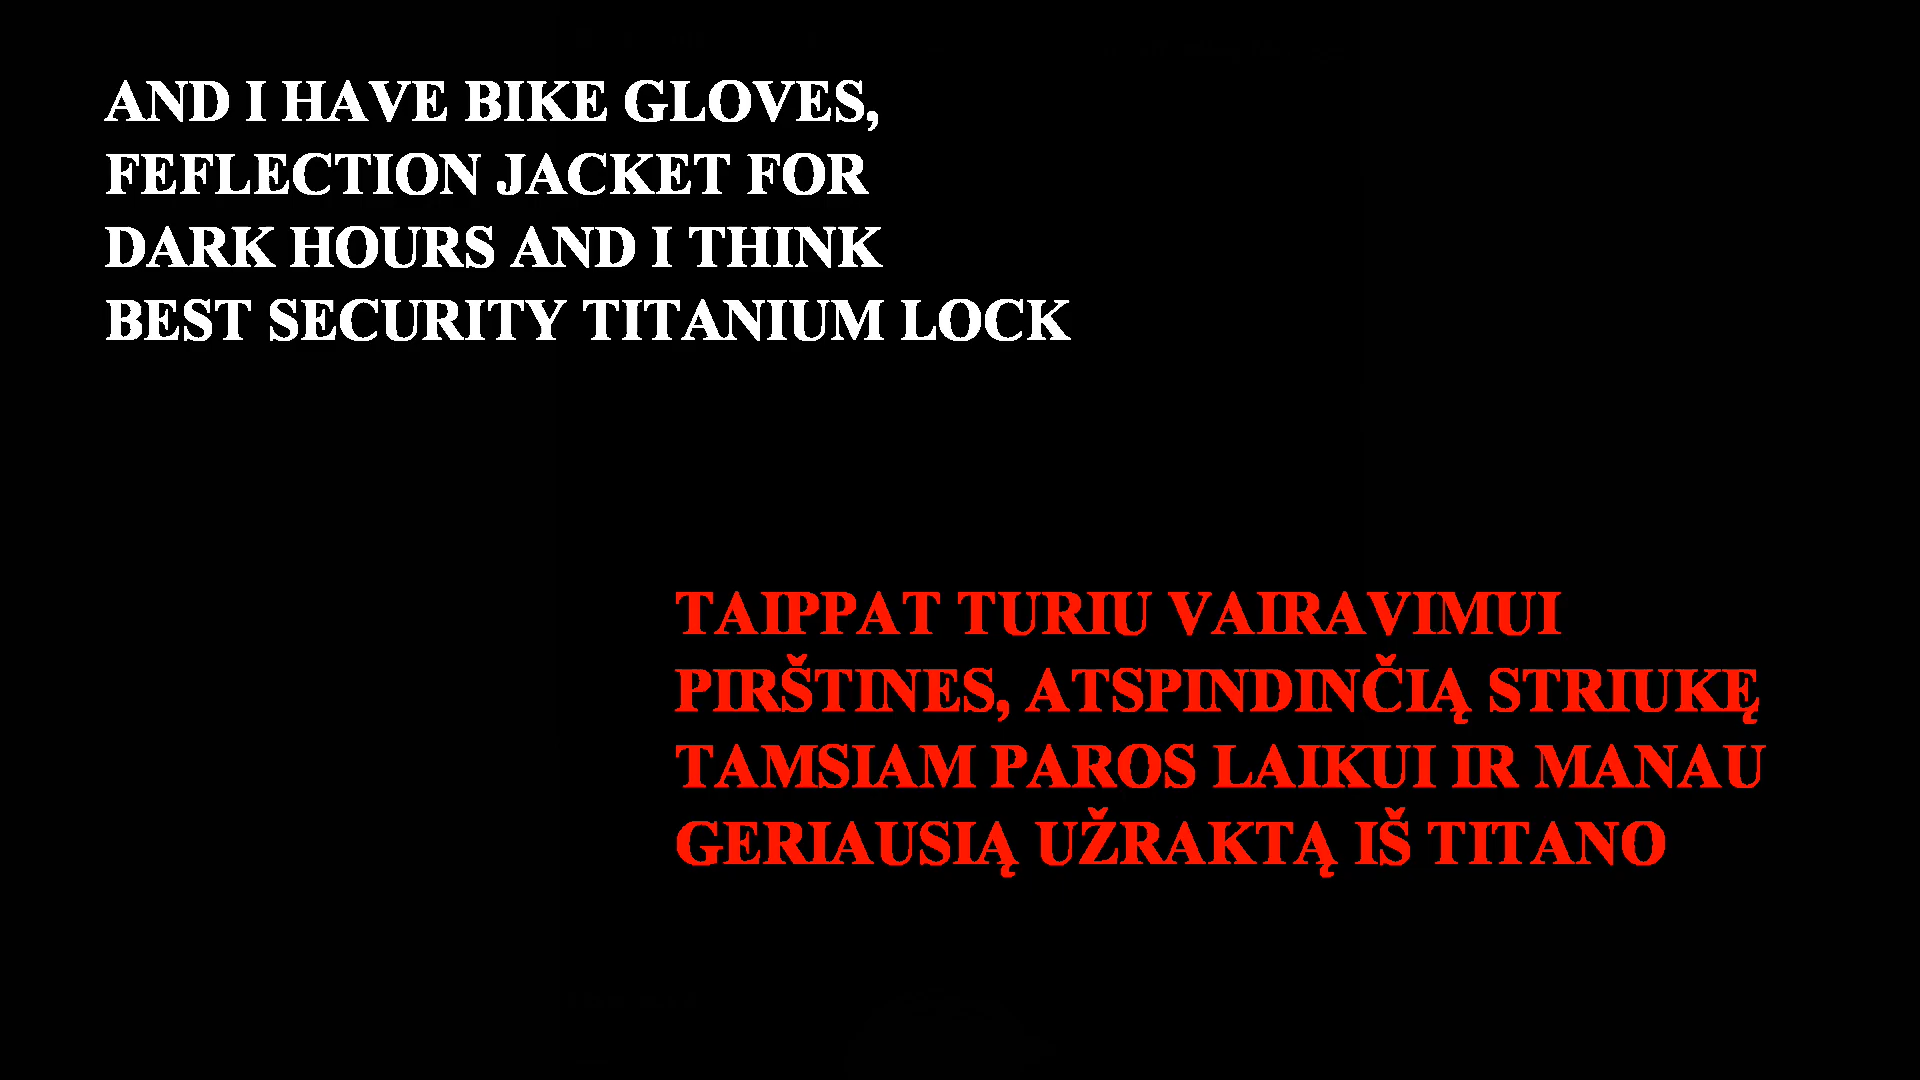 AND I HAVE BIKE GLOVES,
FEFLECTION JACKET FOR
DARK HOURS AND I THINK
BEST SECURITY TITANIUM LOCK
TAIPPAT TURIU VAIRAVIMUI
PIRŠTINES, ATSPINDINČIĄ STRIUKĘ
TAMSIAM PAROS LAIKUI IR MANAU
GERIAUSIĄ UŽRAKTĄ IŠ TITANO